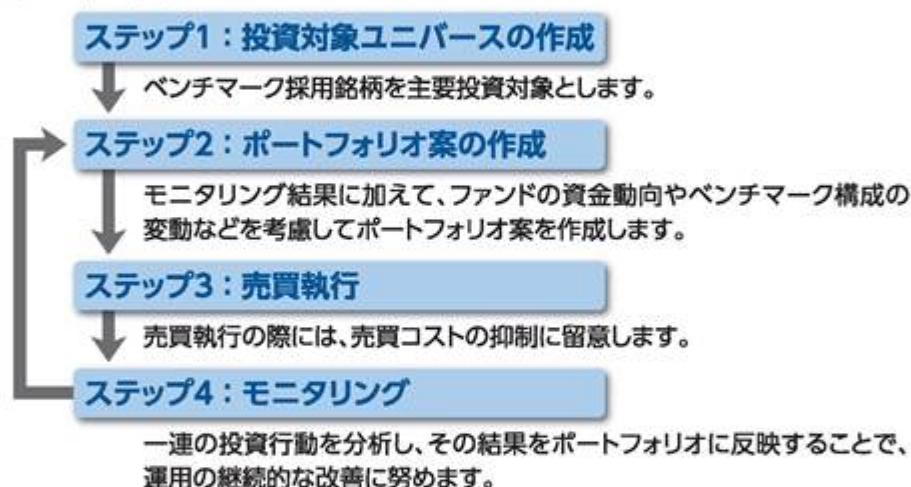 ステップ1：投資対象ユニバースの作成
ベンチマーク採用銘柄を主要投資対象とします。
ステップ2：ポートフォリオ案の作成
モニタリング結果に加えて、ファンドの資金動向やベンチマーク構成の
変動などを考慮してポートフォリオ案を作成します。
ステップ3：売買執行
売買執行の際には、売買コストの抑制に留意します。
ステップ4：モニタリング
一連の投資行動を分析し、その結果をポートフォリオに反映することで、
運用の継続的な改善に努めます。